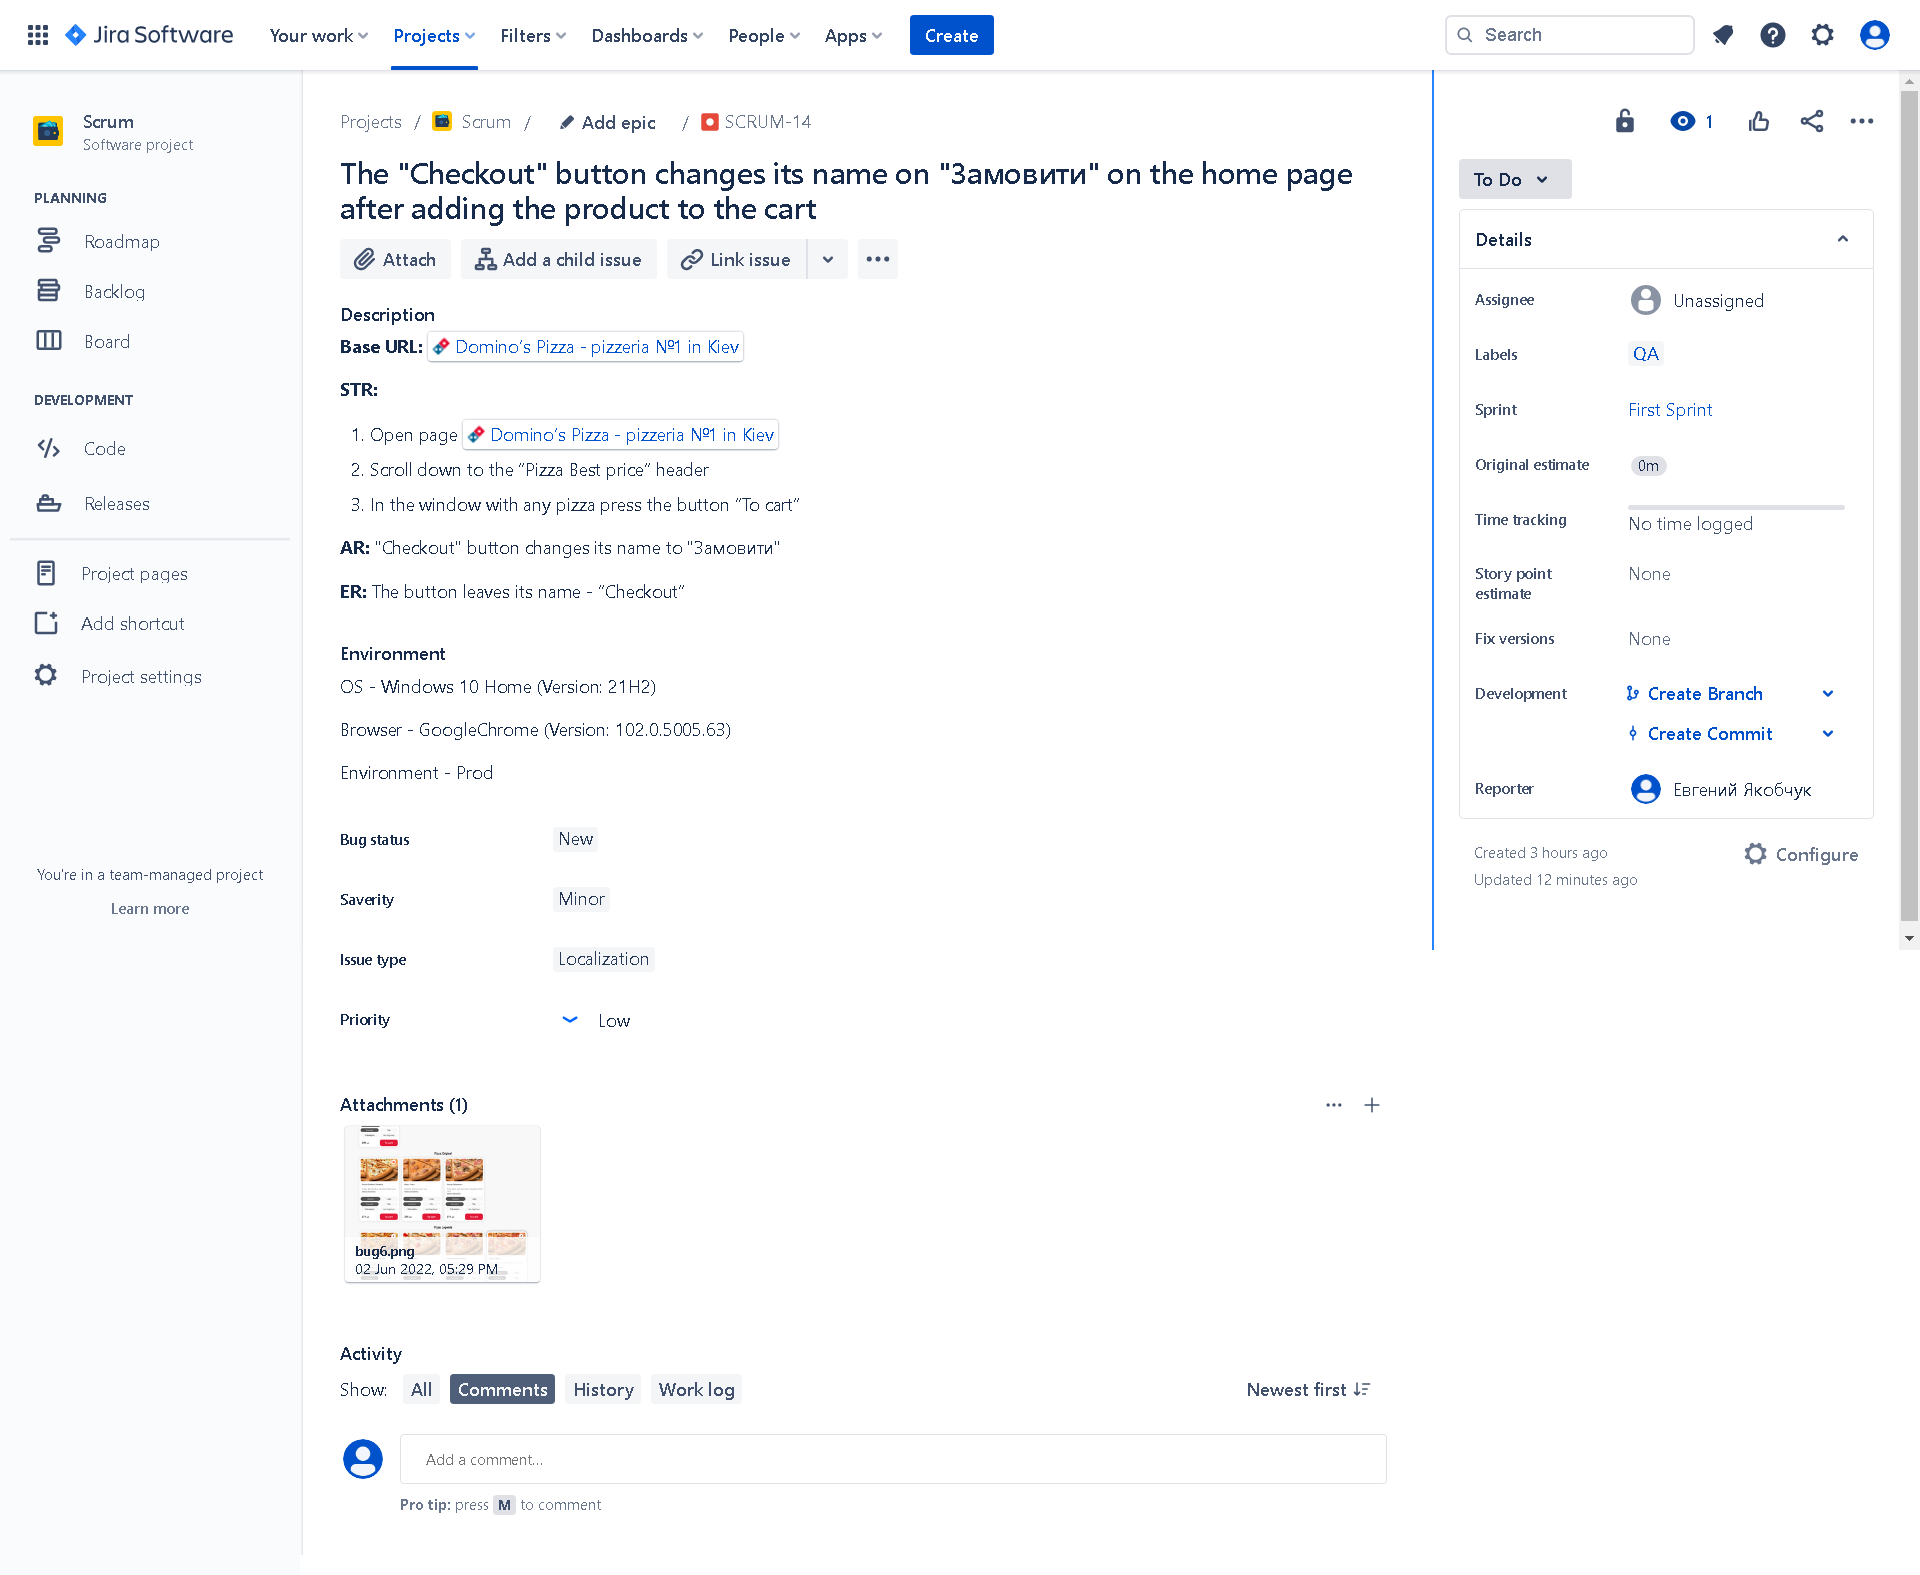 Jira Software
Your work
Projects
Filters
Dashboards
People
Apps
Create
Search
Scrum
Software project
PLANNING
Roadmap
Backlog
Board
DEVELOPMENT
Code
Releases
Project pages
Add shortcut
Project settings
You're in a team-managed project
Learn more
Projects / Scrum / Add epic / SCRUM-14
The "Checkout" button changes its name on "Замовити" on the home page
after adding the product to the cart
Attach
Add a child issue
Link issue
Description
Base URL: Domino’s Pizza - pizzeria №1 in Kiev
STR:
1. Open page Domino’s Pizza - pizzeria №1 in Kiev
2. Scroll down to the “Pizza Best price” header
3. In the window with any pizza press the button “To cart”
AR: "Checkout" button changes its name to "Замовити"
ER: The button leaves its name - “Checkout”
Environment
OS - Windows 10 Home (Version: 21H2)
Browser - GoogleChrome (Version: 102.0.5005.63)
Environment - Prod
Bug status New
Saverity Minor
Issue type Localization
Priority Low
Attachments (1)
bug6.png
02 Jun 2022, 05:29 PM
Activity
Show: All Comments History Work log
Newest first
Add a comment...
Pro tip: press M to comment
1
To Do
Details
Assignee Unassigned
Labels QA
Sprint First Sprint
Original estimate 0m
Time tracking No time logged
Story point None
estimate
Fix versions None
Development Create Branch
Create Commit
Reporter Евгений Якобчук
Created 3 hours ago
Configure
Updated 12 minutes ago